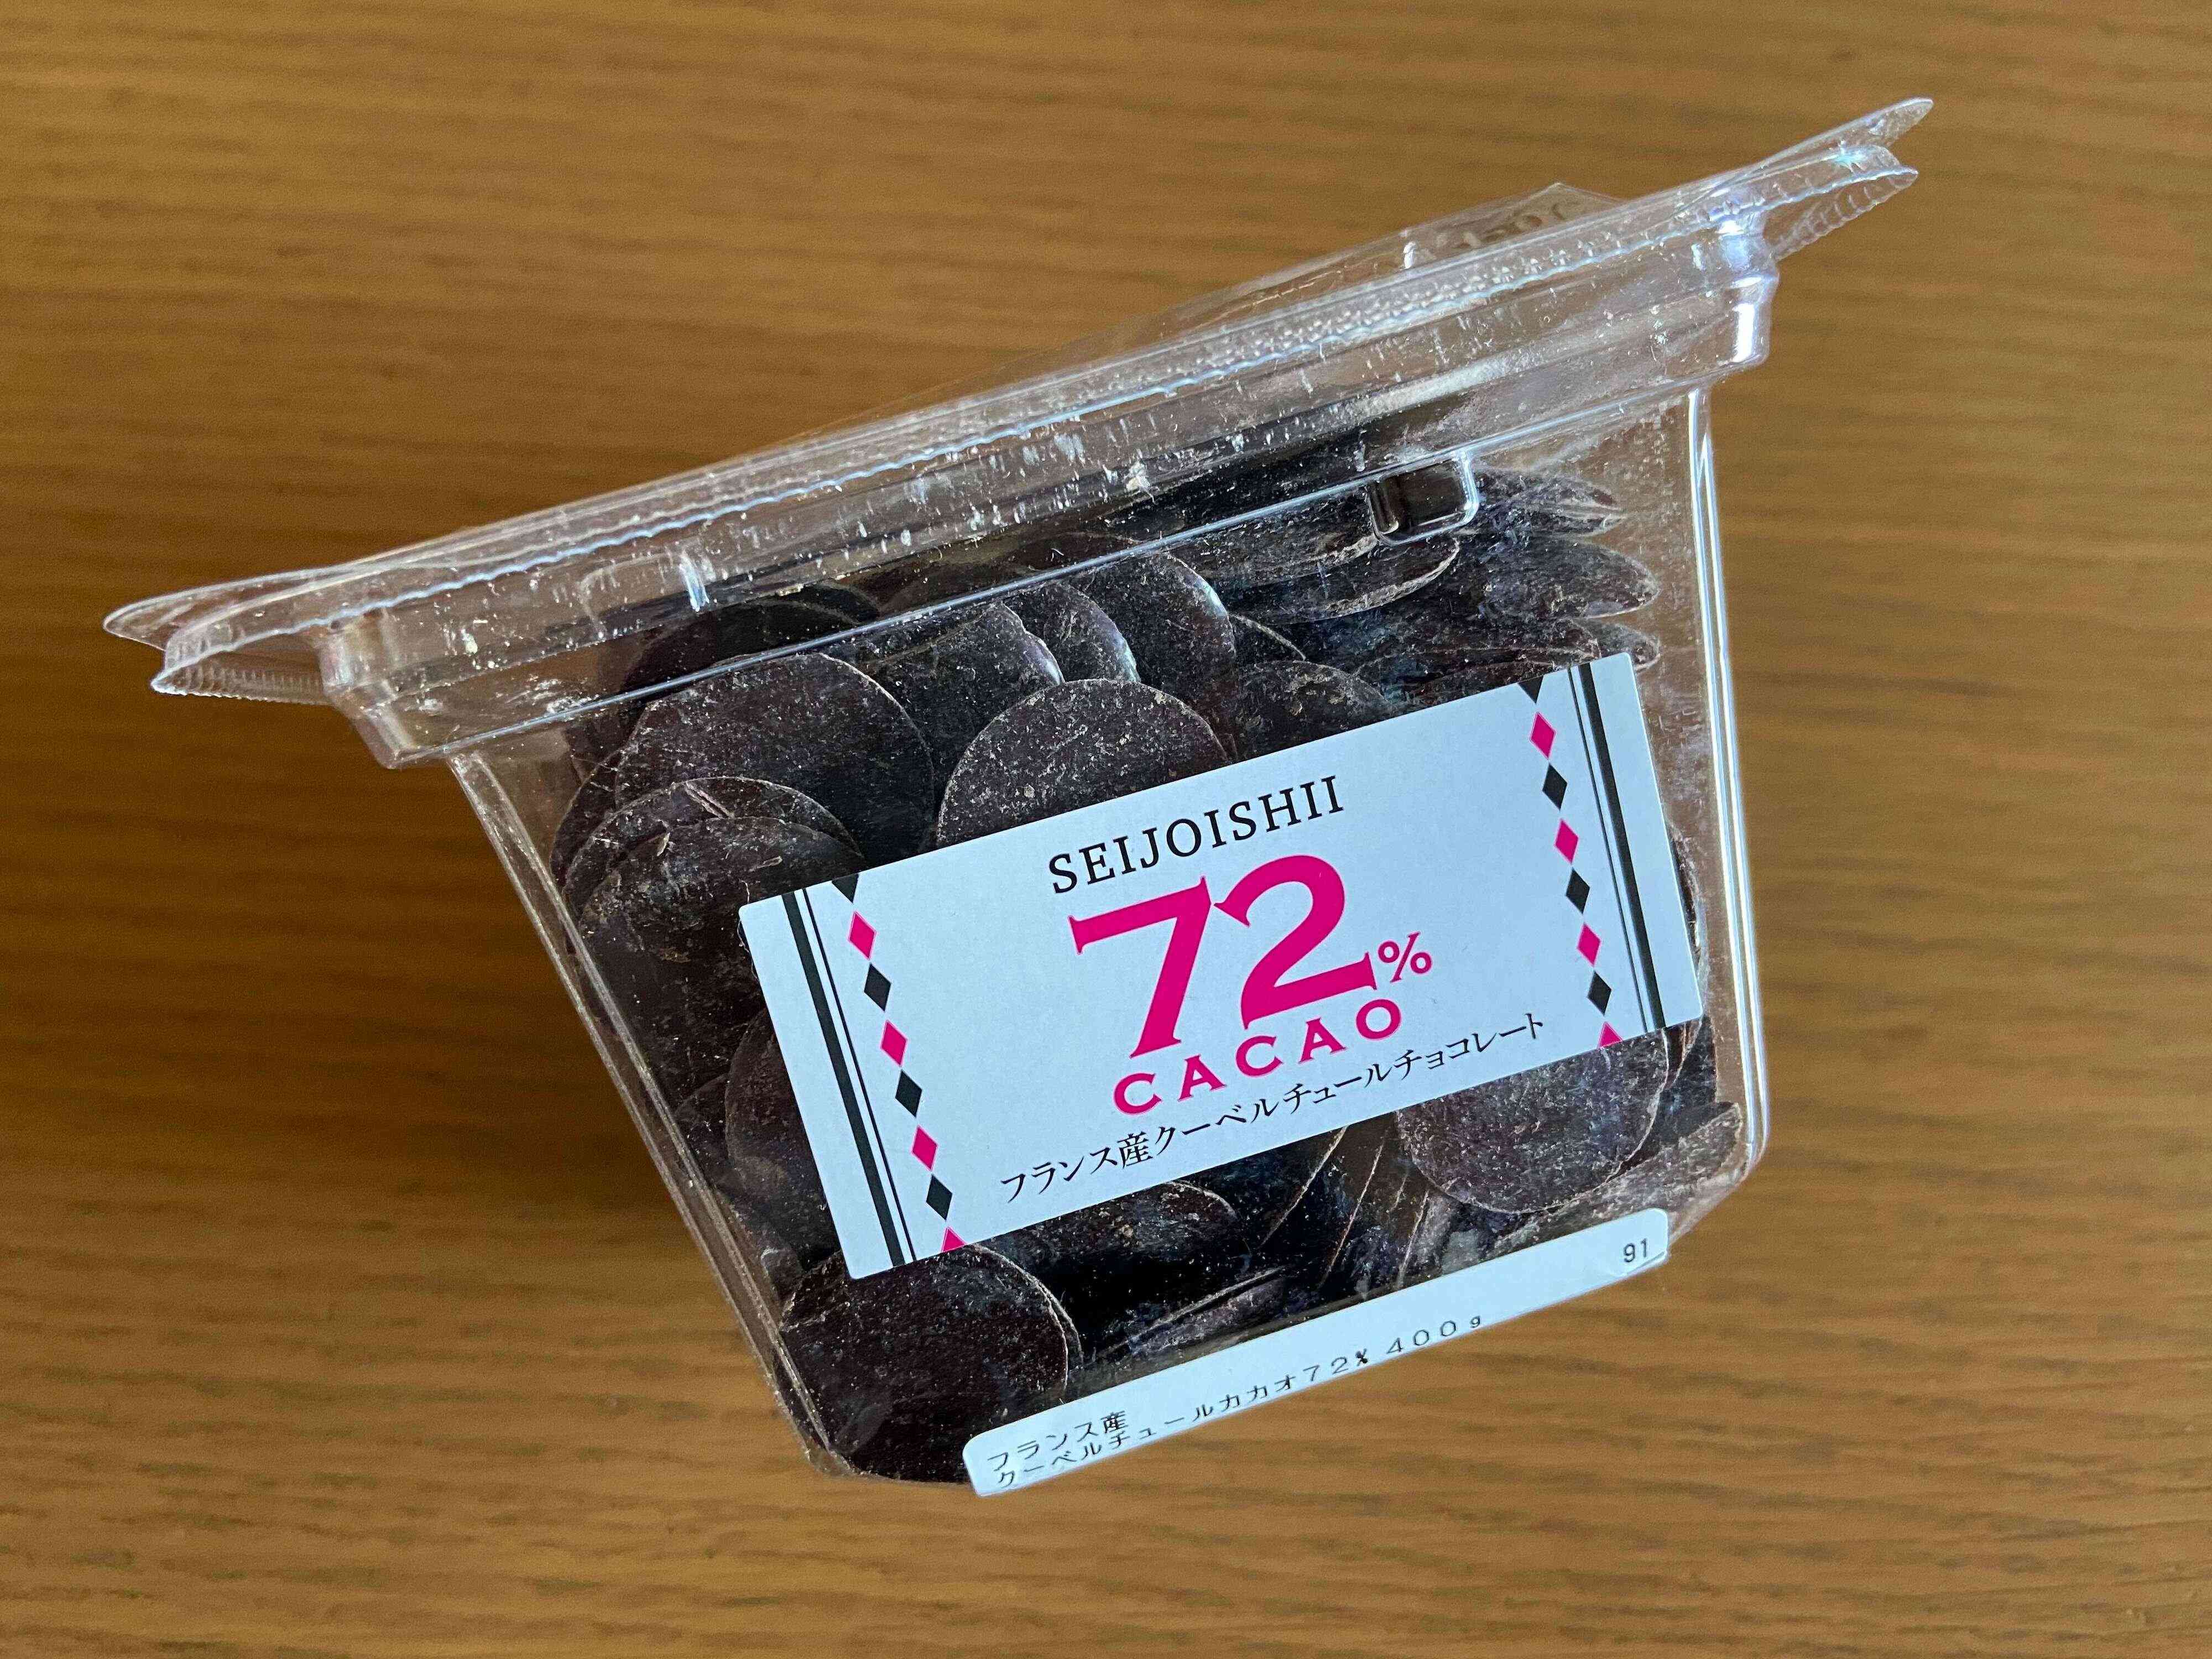 SEIJOISHII
72%
CACAO
フランス産クーベルチュールチョコレート
91
フランス産
クーベルチュールカカオ72% 400g